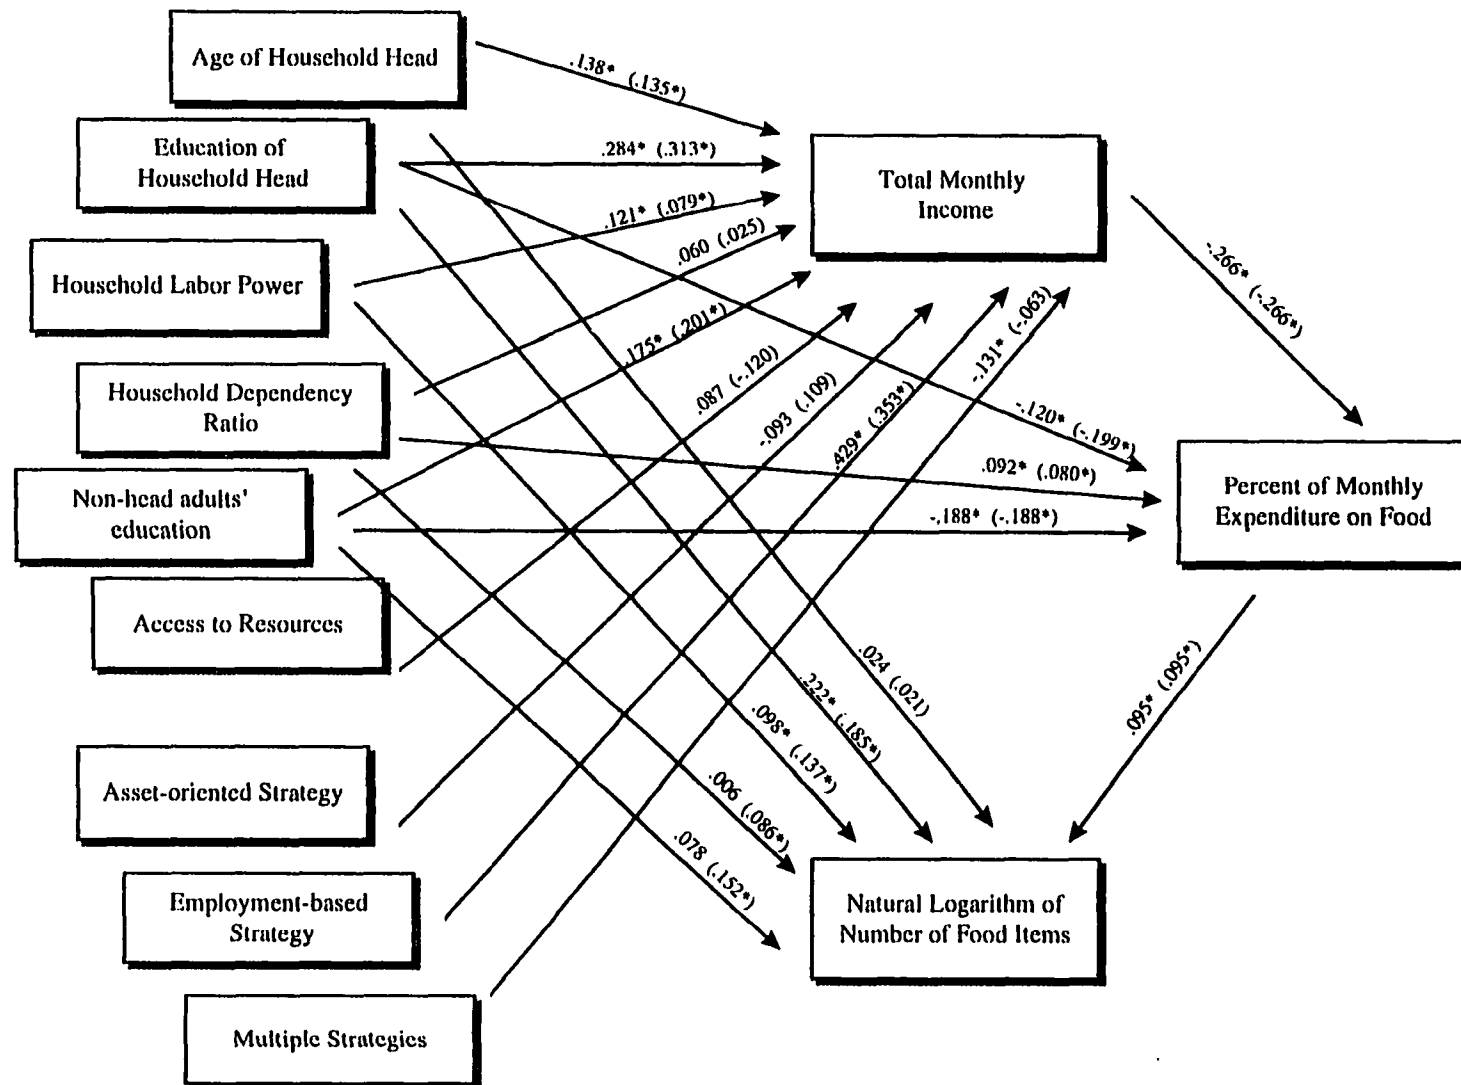 Age of Household Head
.138* (.135*)
Education of
Household Head
.284* (.313*)
Total Monthly
Income
.121* (.079*)
Household Labor Power
.060 (.025)
-.266* (-.266*)
.175* (.201*)
-.131* (-.063)
Household Dependency
Ratio
.087 (-.120)
-.093 (.109)
.429* (.353*)
-.120* (-.199*)
.092* (.080*)
Percent of Monthly
Expenditure on Food
Non-head adults'
education
-.188* (-.188*)
Access to Resources
.024 (.021)
.222* (.185*)
.095* (.095*)
.098* (.137*)
Asset-oriented Strategy
.006 (.086*)
.078 (.152*)
Employment-based
Strategy
Natural Logarithm of
Number of Food Items
Multiple Strategies